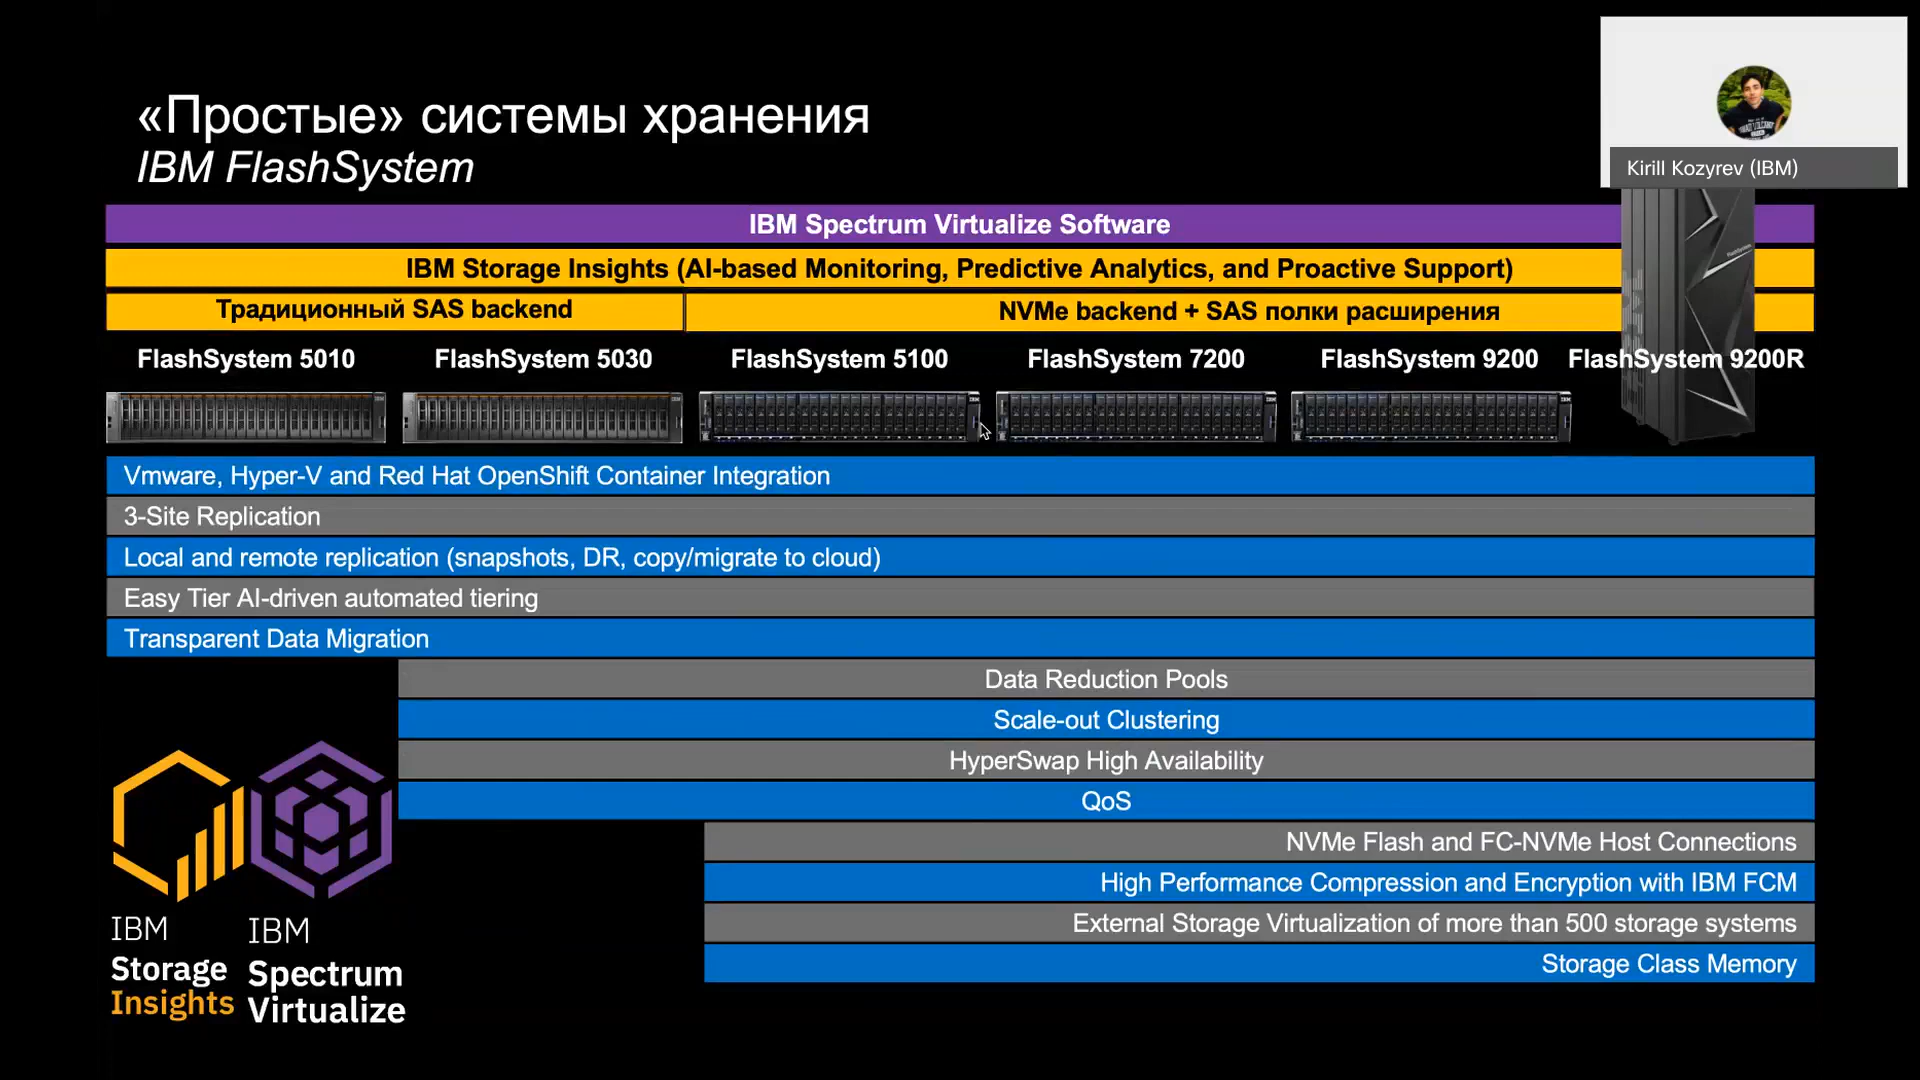 «Простые» системы хранения
IBM FlashSystem
Kirill Kozyrev (IBM)
IBM Spectrum Virtualize Software
IBM Storage Insights (AI-based Monitoring, Predictive Analytics, and Proactive Support)
Традиционный SAS backend
NVMe backend + SAS полки расширения
FlashSystem 5010
FlashSystem 5030
FlashSystem 5100
FlashSystem 7200
FlashSystem 9200
FlashSystem 9200R
Vmware, Hyper-V and Red Hat OpenShift Container Integration
3-Site Replication
Local and remote replication (snapshots, DR, copy/migrate to cloud)
Easy Tier AI-driven automated tiering
Transparent Data Migration
Data Reduction Pools
Scale-out Clustering
HyperSwap High Availability
QoS
NVMe Flash and FC-NVMe Host Connections
High Performance Compression and Encryption with IBM FCM
External Storage Virtualization of more than 500 storage systems
Storage Class Memory
IBM
Storage
Insights
IBM
Spectrum
Virtualize